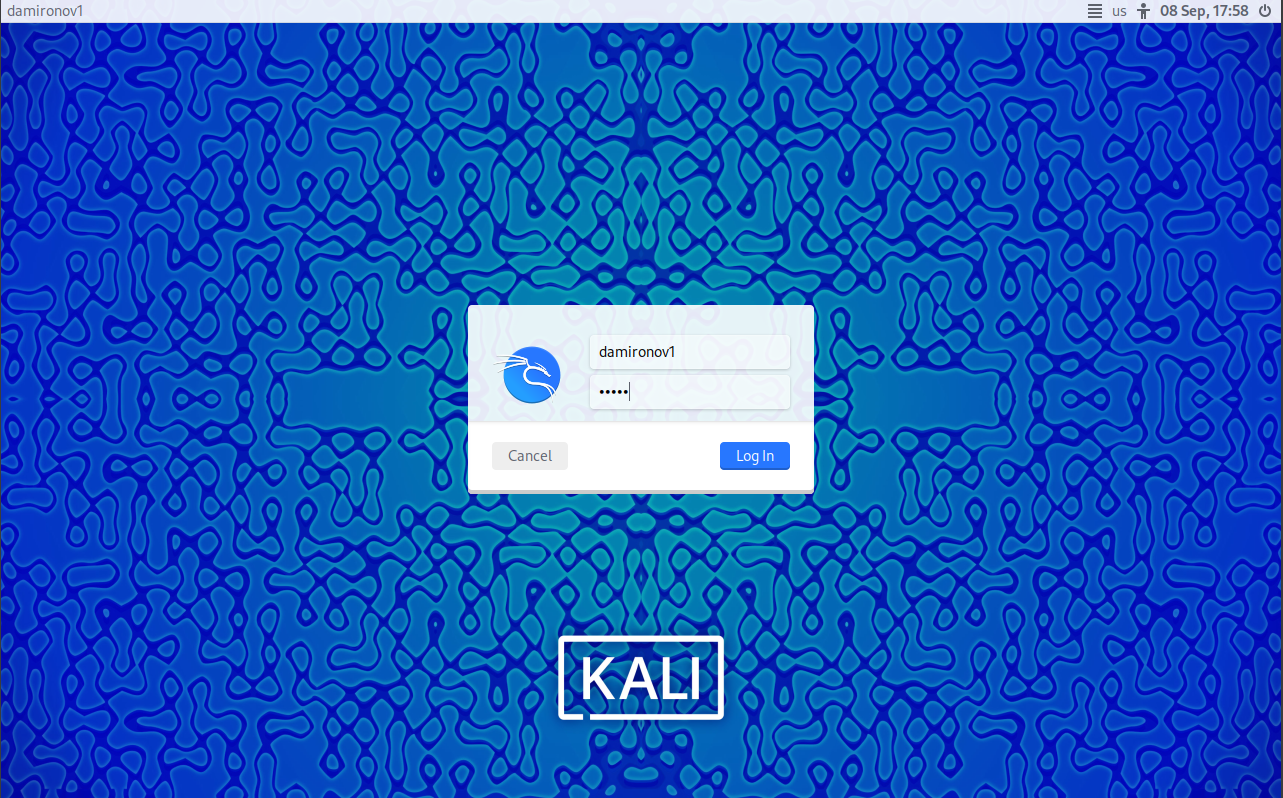 damironov1
us 08 Sep, 17:58
damironov1
•••••
Cancel
Log In
KALI